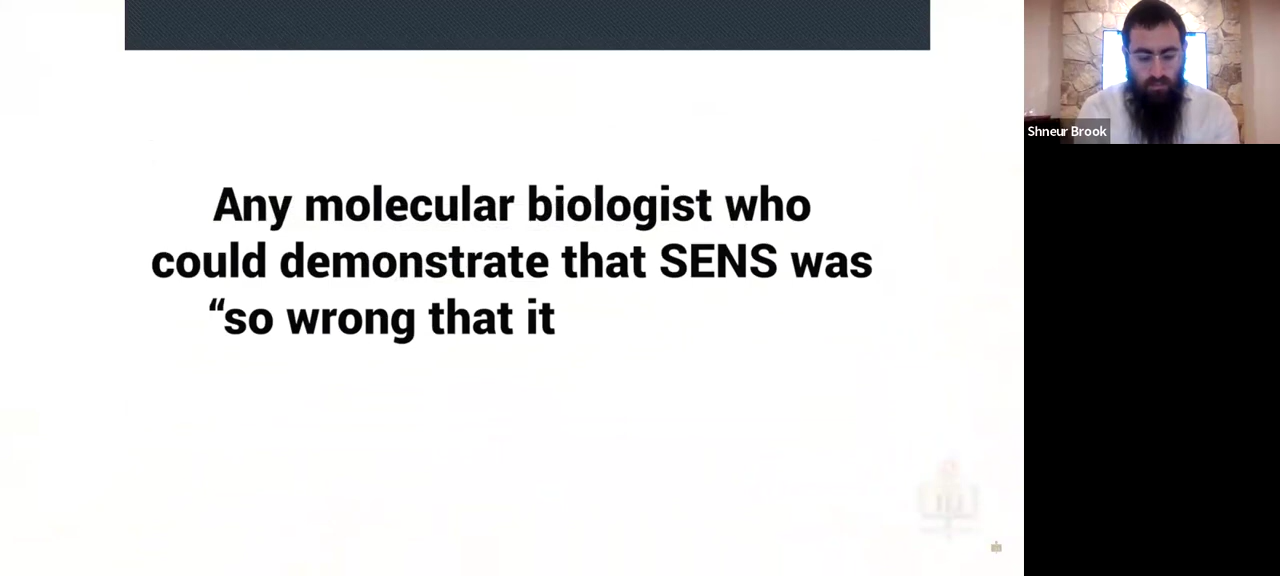 Any molecular biologist who
could demonstrate that SENS was
“so wrong that it
Shneur Brook